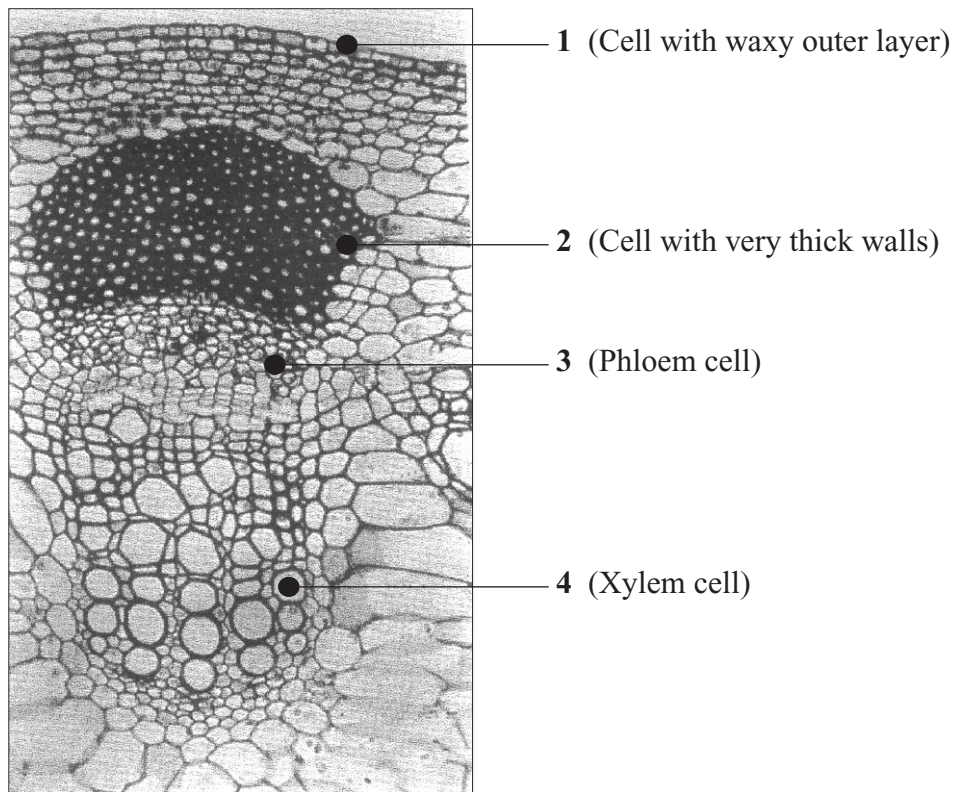 1 (Cell with waxy outer layer)
2 (Cell with very thick walls)
3 (Phloem cell)
4 (Xylem cell)